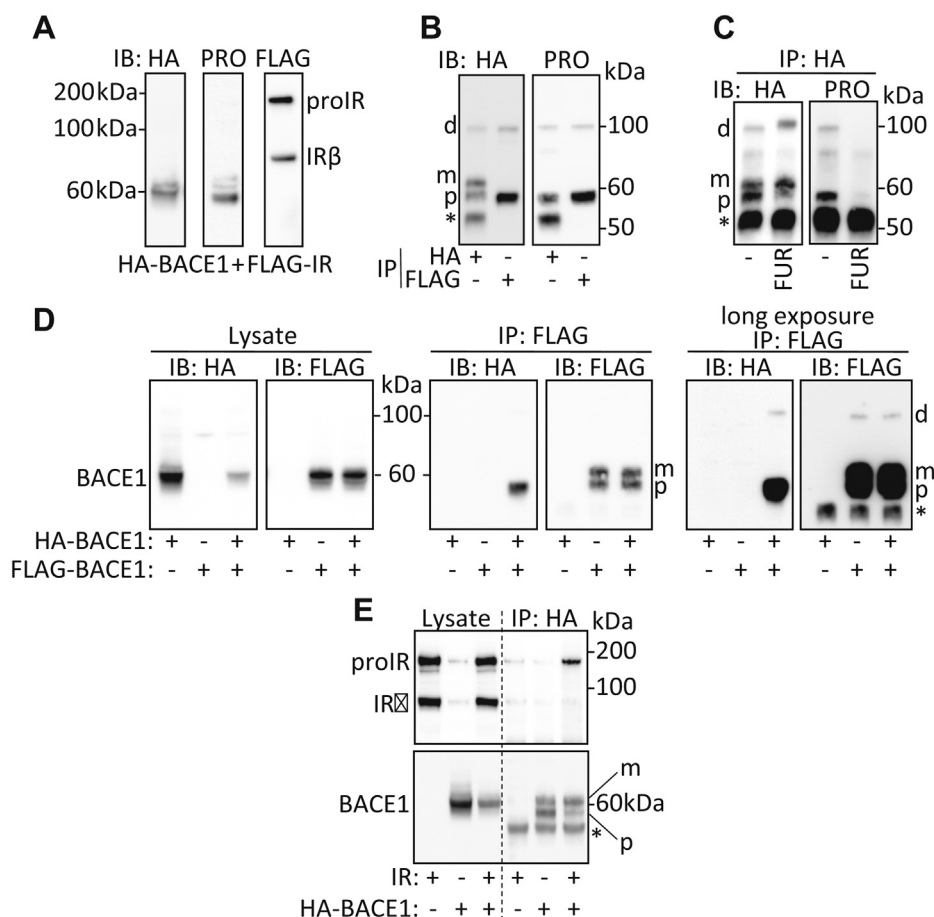 A
IB: HA PRO FLAG
200kDa-
100kDa-
60kDa-
proIR
IRβ
HA-BACE1+FLAG-IR
B
IB: HA PRO kDa
d
m
p
*
-100
-60
-50
IP HA + - + -
FLAG - + - +
C
IP: HA
IB: HA PRO kDa
d
m
p
*
-100
-60
-50
- FUR - FUR
D
Lysate
IB: HA IB: FLAG kDa
-100-
- 60 -
BACE1
IP: FLAG
IB: HA IB: FLAG
m
p
long exposure
IP: FLAG
IB: HA IB: FLAG
d
m
p
*
HA-BACE1: + - + + - + + - + + - + + - + + - +
FLAG-BACE1: - + + - + + - + + - + + - + + - + +
E
Lysate IP: HA kDa
proIR
IR☒
-200
-100
BACE1
m
-60kDa
*
p
IR: + - + + - +
HA-BACE1: - + + - + +